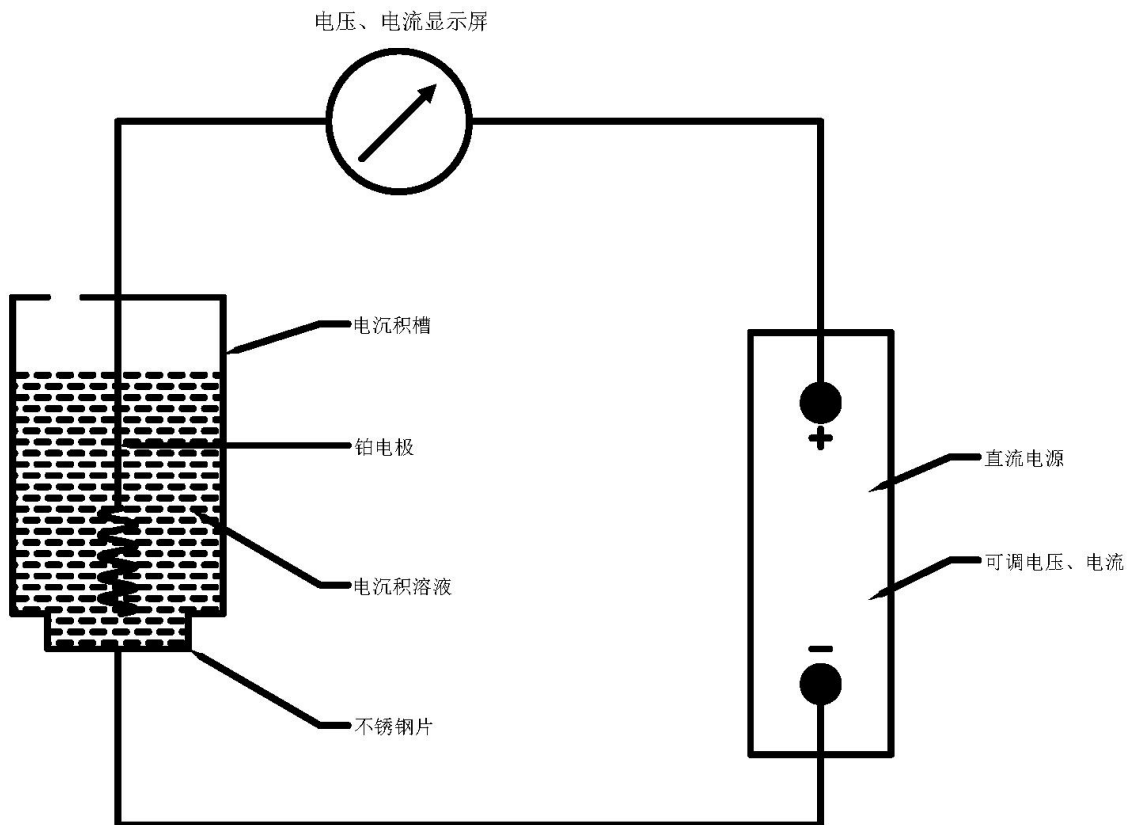 电压、电流显示屏
电沉积槽
铂电极
电沉积溶液
不锈钢片
+
直流电源
可调电压、电流
-